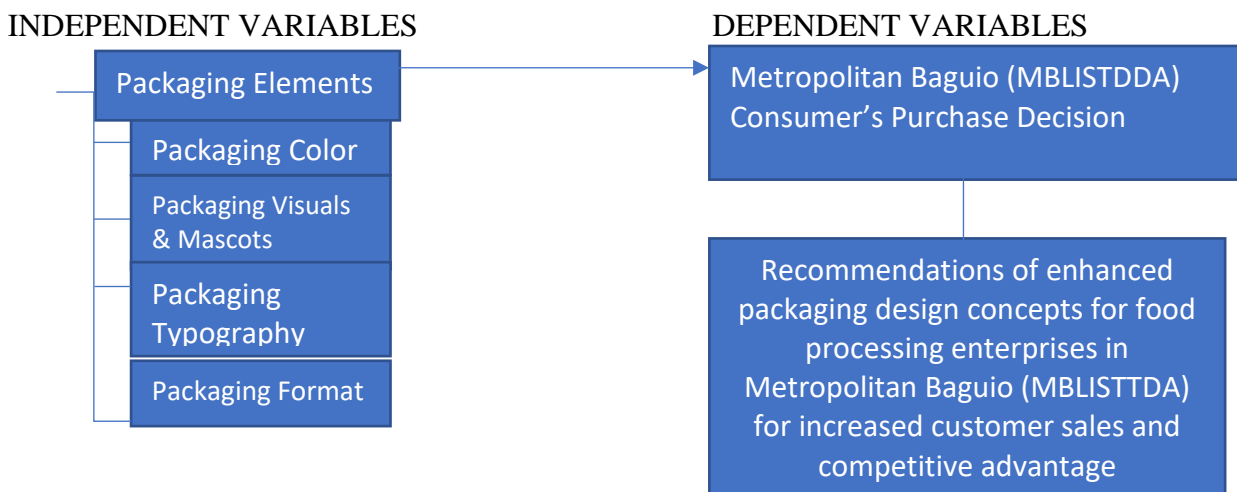 INDEPENDENT VARIABLES
Packaging Elements
Packaging Color
Packaging Visuals
& Mascots
Packaging
Typography
Packaging Format
DEPENDENT VARIABLES
Metropolitan Baguio (MBLISTDDA)
Consumer’s Purchase Decision
Recommendations of enhanced
packaging design concepts for food
processing enterprises in
Metropolitan Baguio (MBLISTTDA)
for increased customer sales and
competitive advantage